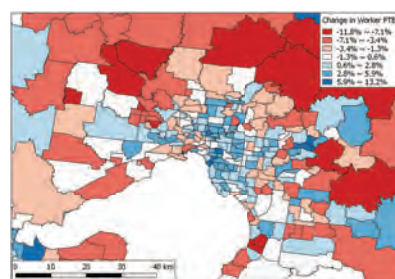 Change in Worker PTE
-11.8% ~ -7.1%
-7.1% ~ -3.4%
-3.4% ~ -1.3%
-1.3% ~ 0.6%
0.6% ~ 2.8%
2.8% ~ 5.9%
5.9% ~ 13.2%
0 10 20 30 40 km